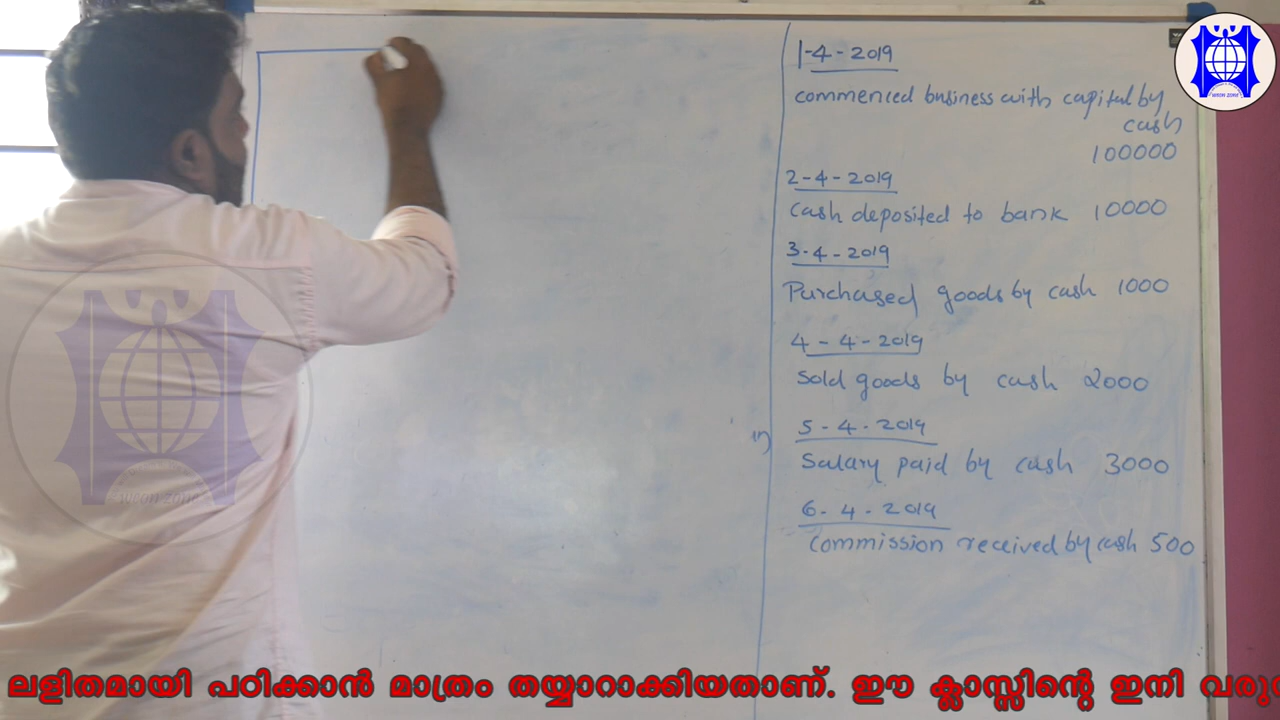 1-4-2019
commenced business with capital by
cash
100000
2-4-2019
cash deposited to bank 10000
3-4-2019
Purchased goods by cash 1000
4-4-2019
Sold goods by cash 2000
5-4-2019
Salary paid by cash 3000
6-4-2019
Commission received by cash 500
ലളിതമായി പഠിക്കാൻ മാത്രം തയ്യാറാക്കിയതാണ്. ഈ ക്ലാസ്സിന്റെ ഇനി